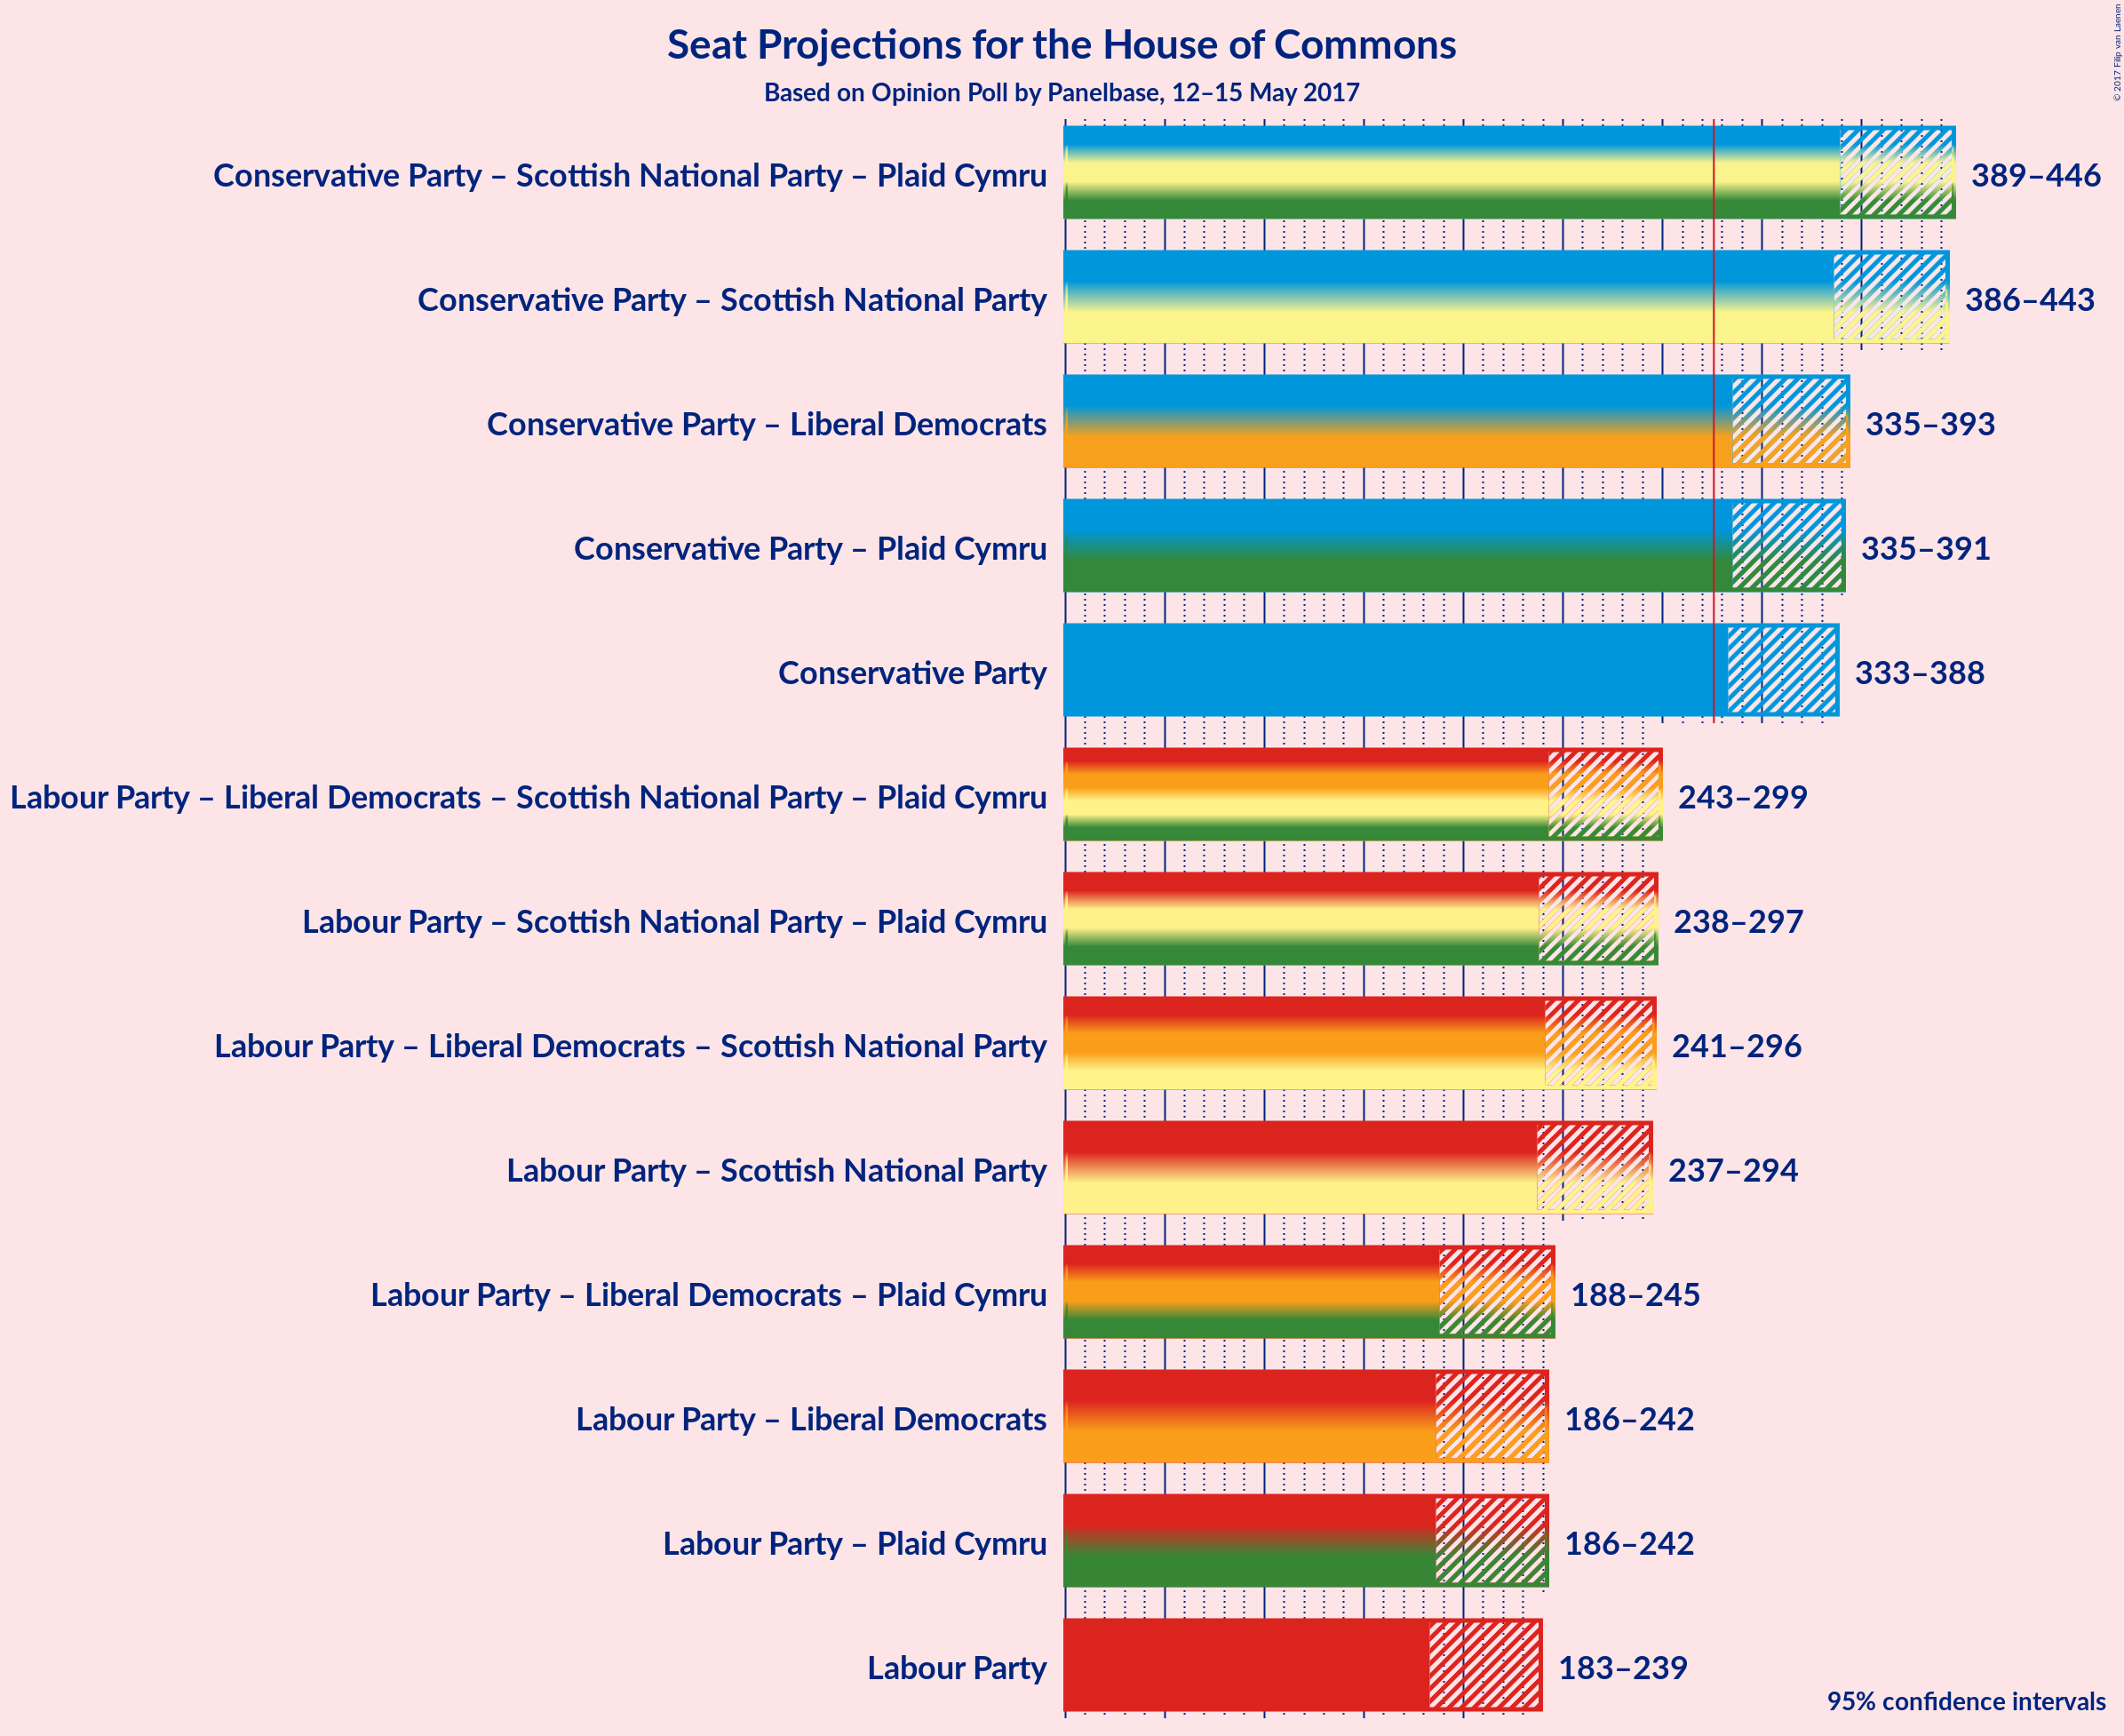 Seat Projections for the House of Commons
Based on Opinion Poll by Panelbase, 12–15 May 2017
© 2017 Filip van Laenen
Conservative Party – Scottish National Party – Plaid Cymru 389–446
Conservative Party – Scottish National Party 386–443
Conservative Party – Liberal Democrats 335–393
Conservative Party – Plaid Cymru 335–391
Conservative Party 333–388
Labour Party – Liberal Democrats – Scottish National Party – Plaid Cymru 243–299
Labour Party – Scottish National Party – Plaid Cymru 238–297
Labour Party – Liberal Democrats – Scottish National Party 241–296
Labour Party – Scottish National Party 237–294
Labour Party – Liberal Democrats – Plaid Cymru 188–245
Labour Party – Liberal Democrats 186–242
Labour Party – Plaid Cymru 186–242
Labour Party 183–239
95% confidence intervals